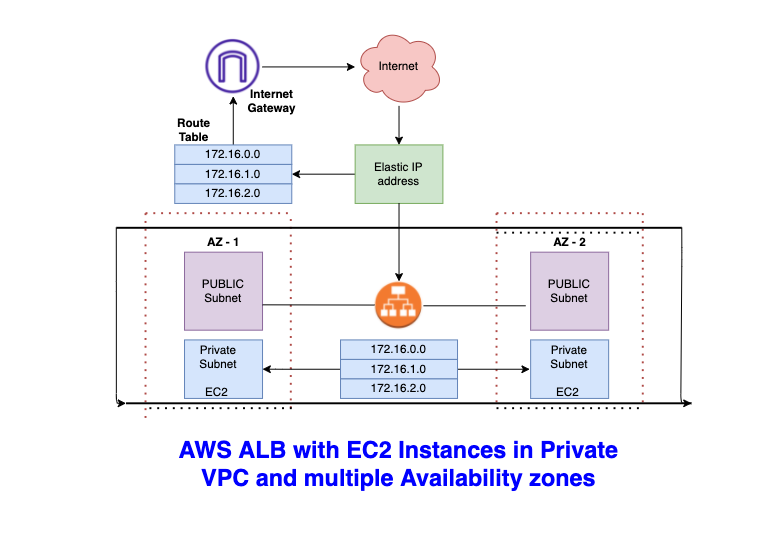 Internet
Internet
Gateway
Route
Table
172.16.0.0
172.16.1.0
172.16.2.0
Elastic IP
address
AZ - 1
AZ - 2
PUBLIC
Subnet
PUBLIC
Subnet
Private
Subnet
EC2
172.16.0.0
172.16.1.0
172.16.2.0
Private
Subnet
EC2
AWS ALB with EC2 Instances in Private
VPC and multiple Availability zones